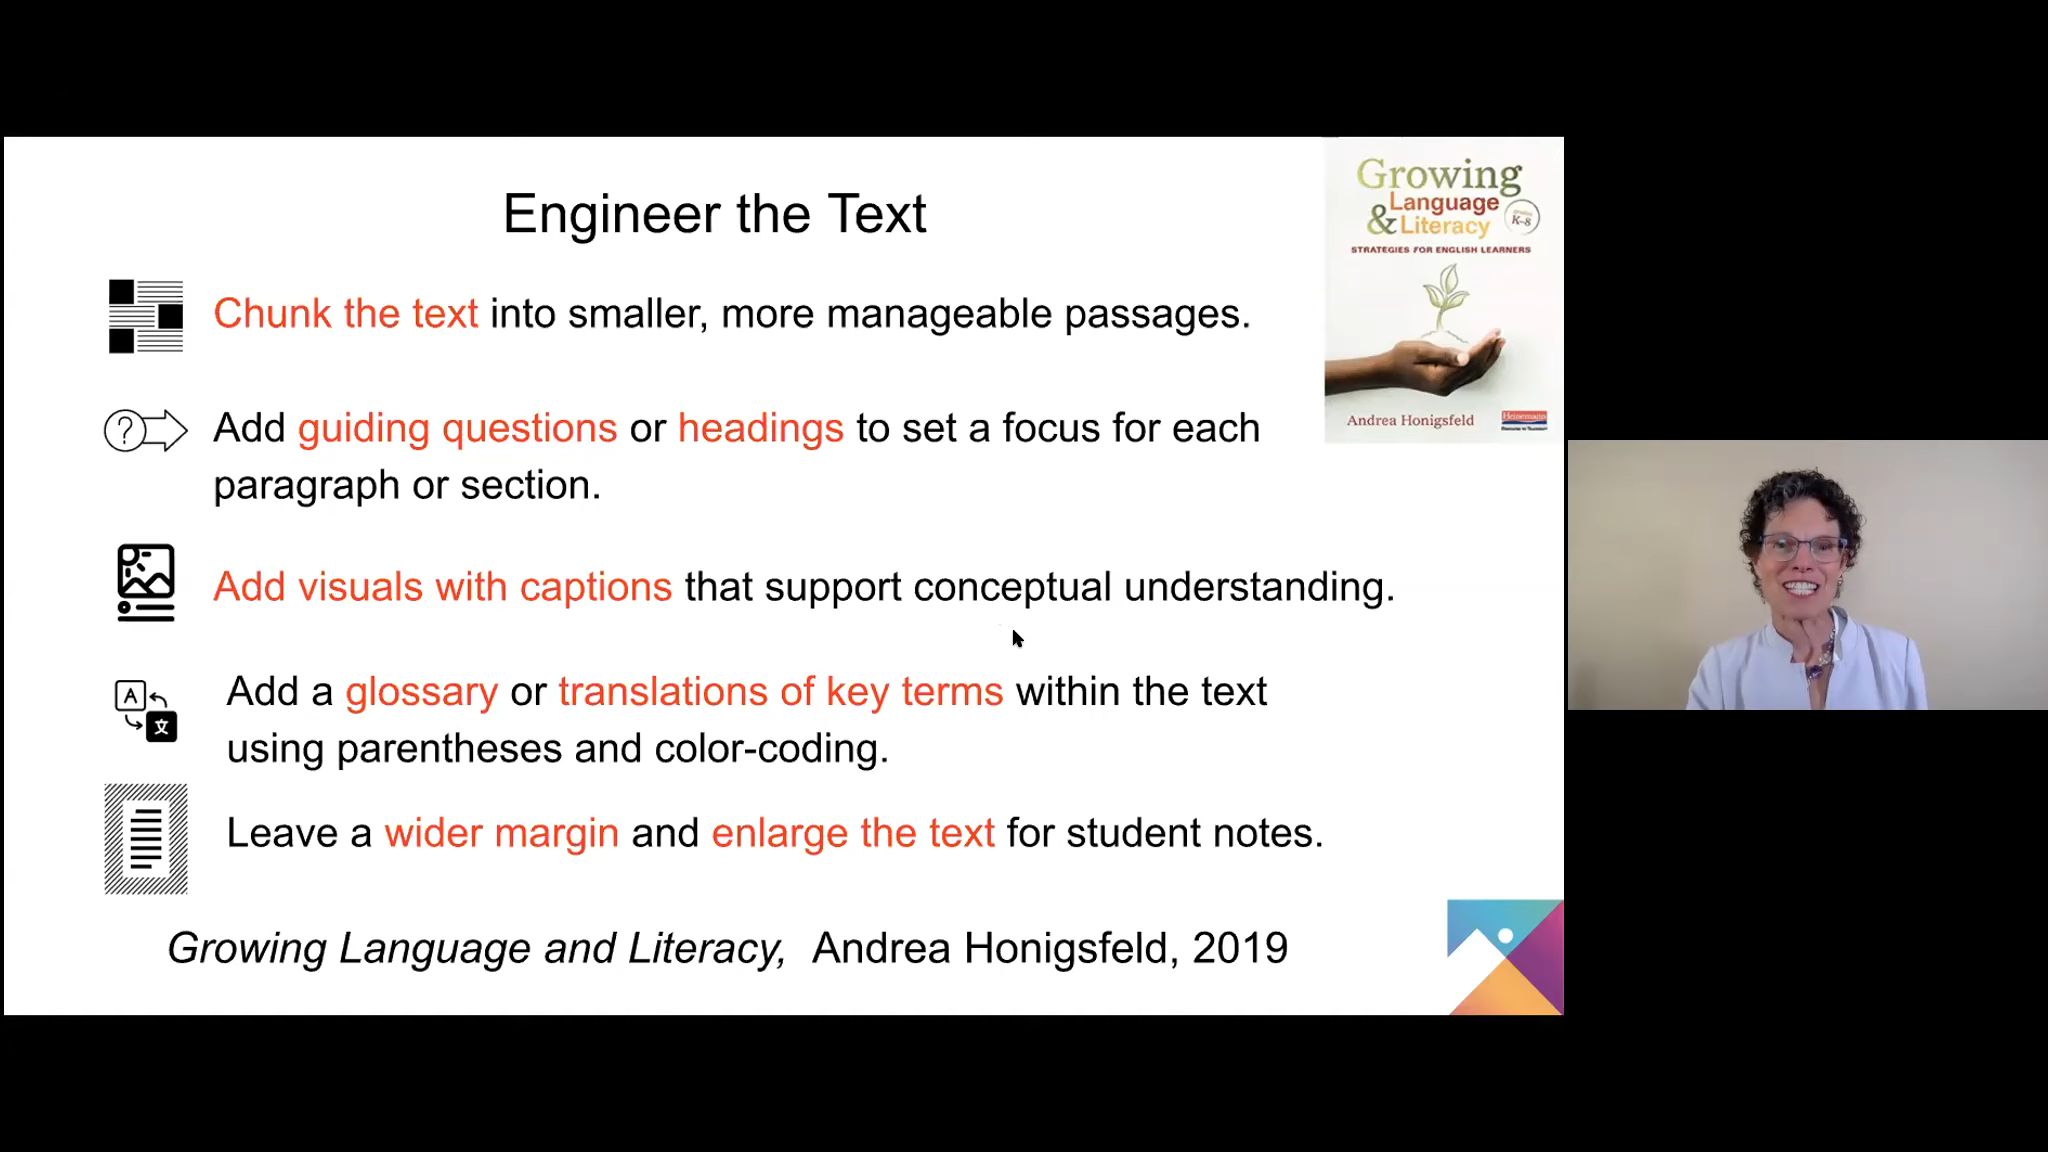 Engineer the Text
Chunk the text into smaller, more manageable passages.
Add guiding questions or headings to set a focus for each
paragraph or section.
Add visuals with captions that support conceptual understanding.
A
文
Add a glossary or translations of key terms within the text
using parentheses and color-coding.
Leave a wider margin and enlarge the text for student notes.
Growing Language and Literacy, Andrea Honigsfeld, 2019
Growing
Language
& Literacy
K-8
STRATEGIES FOR ENGLISH LEARNERS
Andrea Honigsfeld
Heinemann